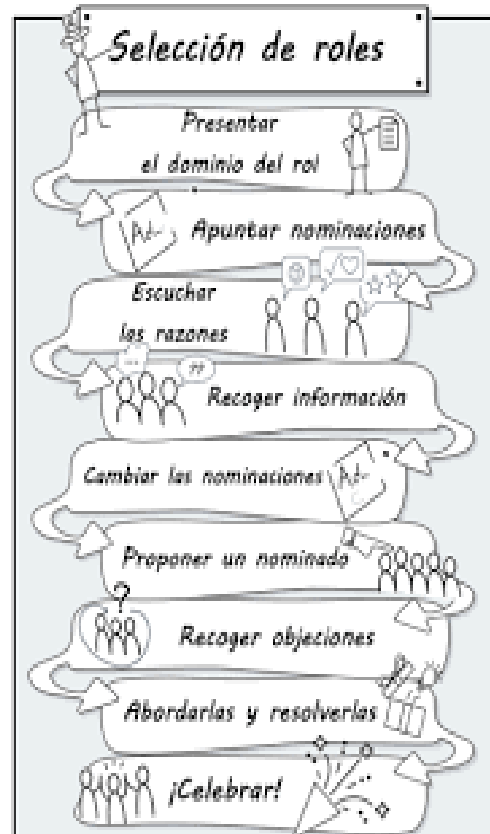 Selección de roles
Presentar
el dominio del rol
Apuntar nominaciones
Escuchar
las razones
Recoger información
Cambiar las nominaciones
Proponer un nominado
?
Recoger objeciones
Abordarlas y resolverlas
¡Celebrar!